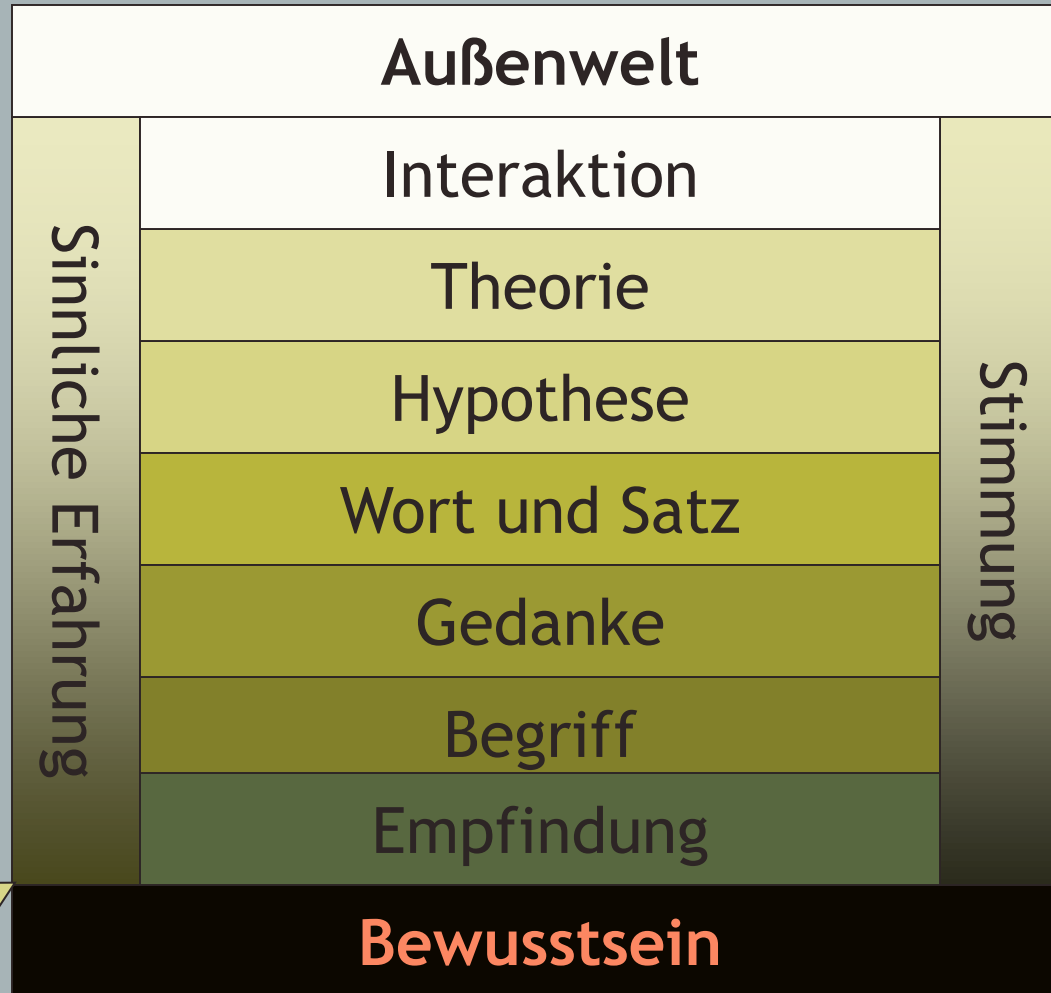 Außenwelt
Interaktion
Theorie
Hypothese
Wort und Satz
Gedanke
Begriff
Empfindung
Sinnliche Erfahrung
Stimmung
Bewusstsein